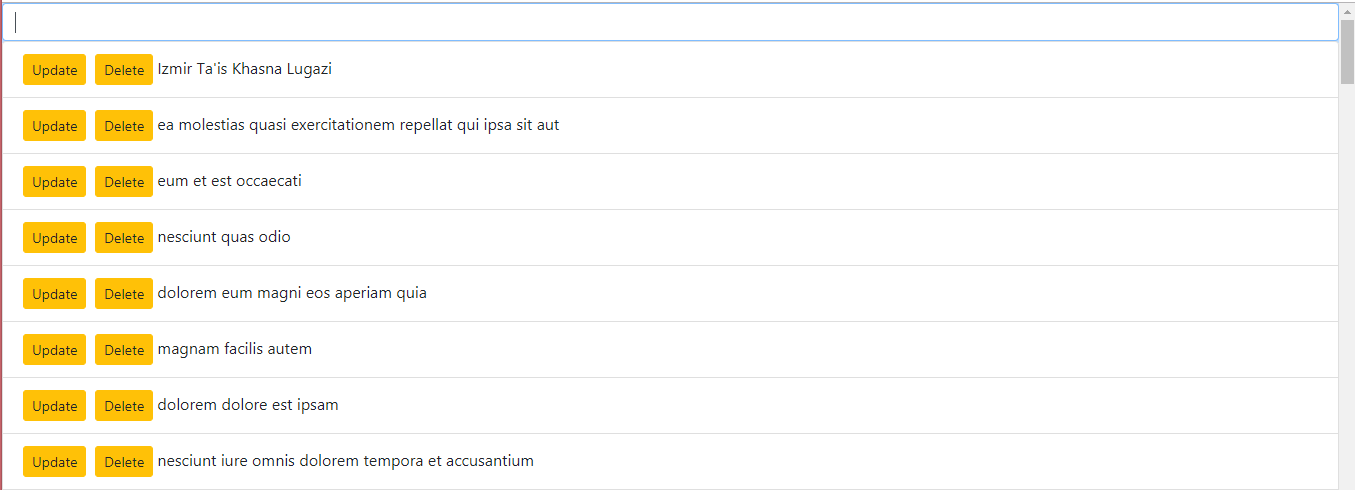 Update Delete Izmir Ta'is Khasna Lugazi
Update Delete ea molestias quasi exercitationem repellat qui ipsa sit aut
Update Delete eum et est occaecati
Update Delete nesciunt quas odio
Update Delete dolorem eum magni eos aperiam quia
Update Delete magnam facilis autem
Update Delete dolorem dolore est ipsam
Update Delete nesciunt iure omnis dolorem tempora et accusantium